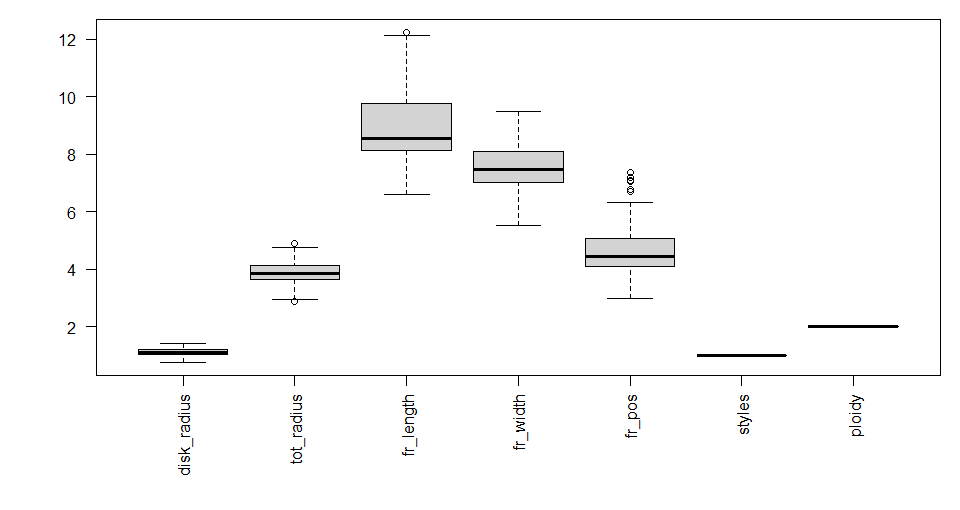 12
10
8
6
4
2
disk_radius
tot_radius
fr_length
fr_width
fr_pos
styles
ploidy